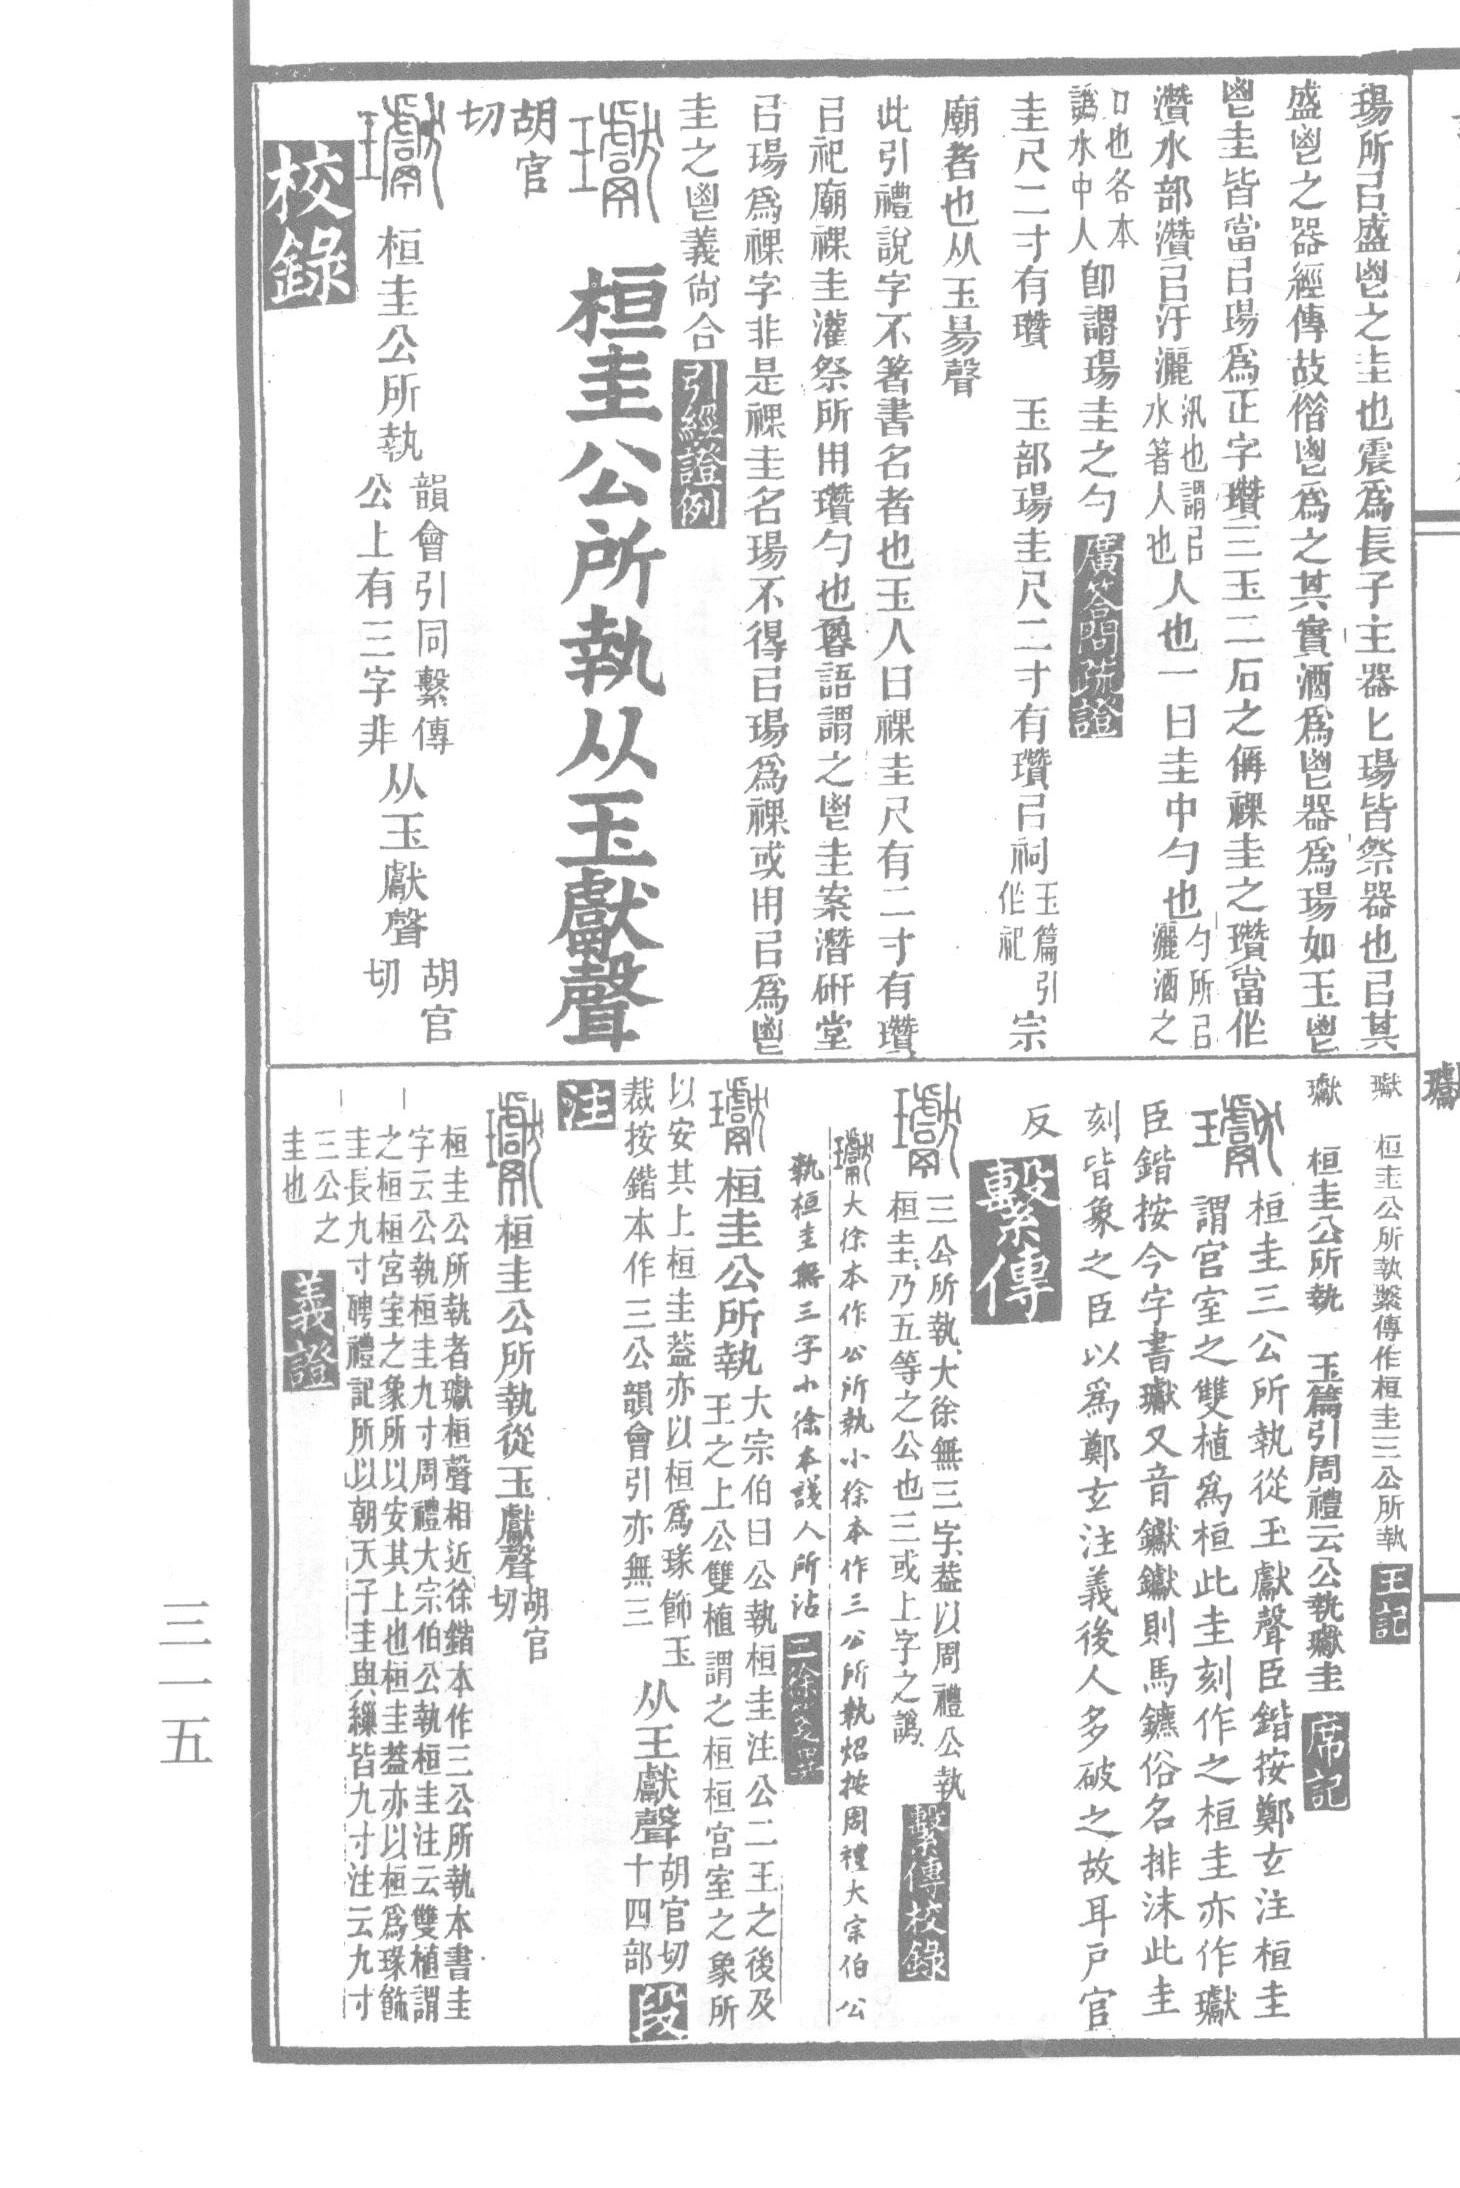 瑒所㠯盛鬯之圭也震爲長子主器匕瑒皆祭器也㠯其
盛鬯之器經傳故偕鬯爲之其實酒爲鬯器爲瑒如玉鬯
鬯圭皆當㠯瑒爲正字瓚三玉二石之偁祼圭之瓚當作
灒水部灒㠯汙灑汛也謂㠯水箸人也人也一曰圭中勺也勺所㠯灑酒之
口也各本譌水中人卽謂瑒圭之勺 廣答問疏證
圭尺二寸有瓚 玉部瑒圭尺二寸有瓚㠯祠玉篇引作祀宗
廟者也从玉昜聲
此引禮說字不箸書名者也玉人曰祼圭尺有二寸有瓚
㠯祀廟祼圭灌祭所用瓚勺也魯語謂之鬯圭案潛研堂
㠯瑒爲祼字非是祼圭名瑒不得㠯瑒爲祼或用㠯爲鬯
圭之鬯義尙合 引經證例
瓛 桓圭公所執从玉獻聲
胡官切
瓛桓圭公所執韻會引同繫傳公上有三字非从玉獻聲胡官切
校錄
瓛
瓛 桓圭公所執繫傳作桓圭三公所執 王記
瓛 桓圭公所執 玉篇引周禮云公執瓛圭 席記
瓛 桓圭三公所執從玉獻聲臣鍇按鄭玄注桓圭
謂宮室之雙植爲桓此圭刻作之桓圭亦作瓛
臣鍇按今字書瓛又音钀钀則馬鑣俗名排沫此圭
刻皆象之臣以爲鄭玄注義後人多破之故耳戶官
反 繫傳
瓛 三公所執大徐無三字葢以周禮公執
桓圭乃五等之公也三或上字之譌 繫傳校錄
瓛大徐本作公所執小徐本作三公所執炤按周禮大宗伯公
執桓圭無三字小徐本議人所沾 二徐箋異
瓛桓圭公所執大宗伯曰公執桓圭注公二王之後及
王之上公雙植謂之桓桓宮室之象所
以安其上桓圭葢亦以桓爲瑑飾玉
裁按鍇本作三公韻會引亦無三从王獻聲胡官切十四部 段
注
瓛桓圭公所執從玉獻聲胡官切
桓圭公所執者瓛桓聲相近徐鍇本作三公所執本書圭
字云公執桓圭九寸周禮大宗伯公執桓圭注云雙植謂
之桓桓宮室之象所以安其上也桓圭葢亦以桓爲瑑飾
圭長九寸聘禮記所以朝天子圭與繅皆九寸注云九寸
三公之
圭也 義證
三一五